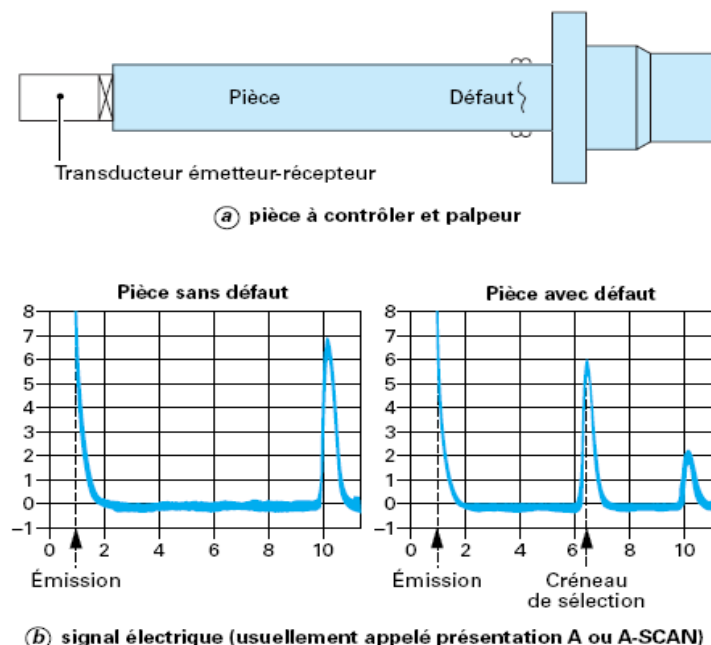 Pièce
Défaut
Transducteur émetteur-récepteur
a pièce à contrôler et palpeur
Pièce sans défaut
8
7
6
5
4
3
2
1
0
–1
0 2 4 6 8 10
Émission
Pièce avec défaut
8
7
6
5
4
3
2
1
0
–1
0 2 4 6 8 10
Émission
Créneau
de sélection
b signal électrique (usuellement appelé présentation A ou A-SCAN)